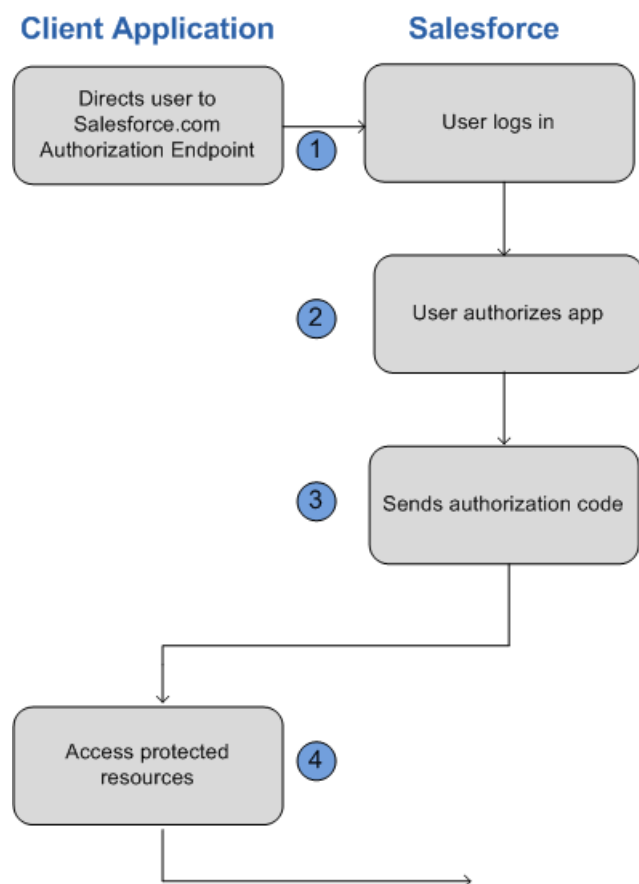 Client Application
Salesforce
Directs user to
Salesforce.com
Authorization Endpoint
1
User logs in
2
User authorizes app
3
Sends authorization code
Access protected
resources
4